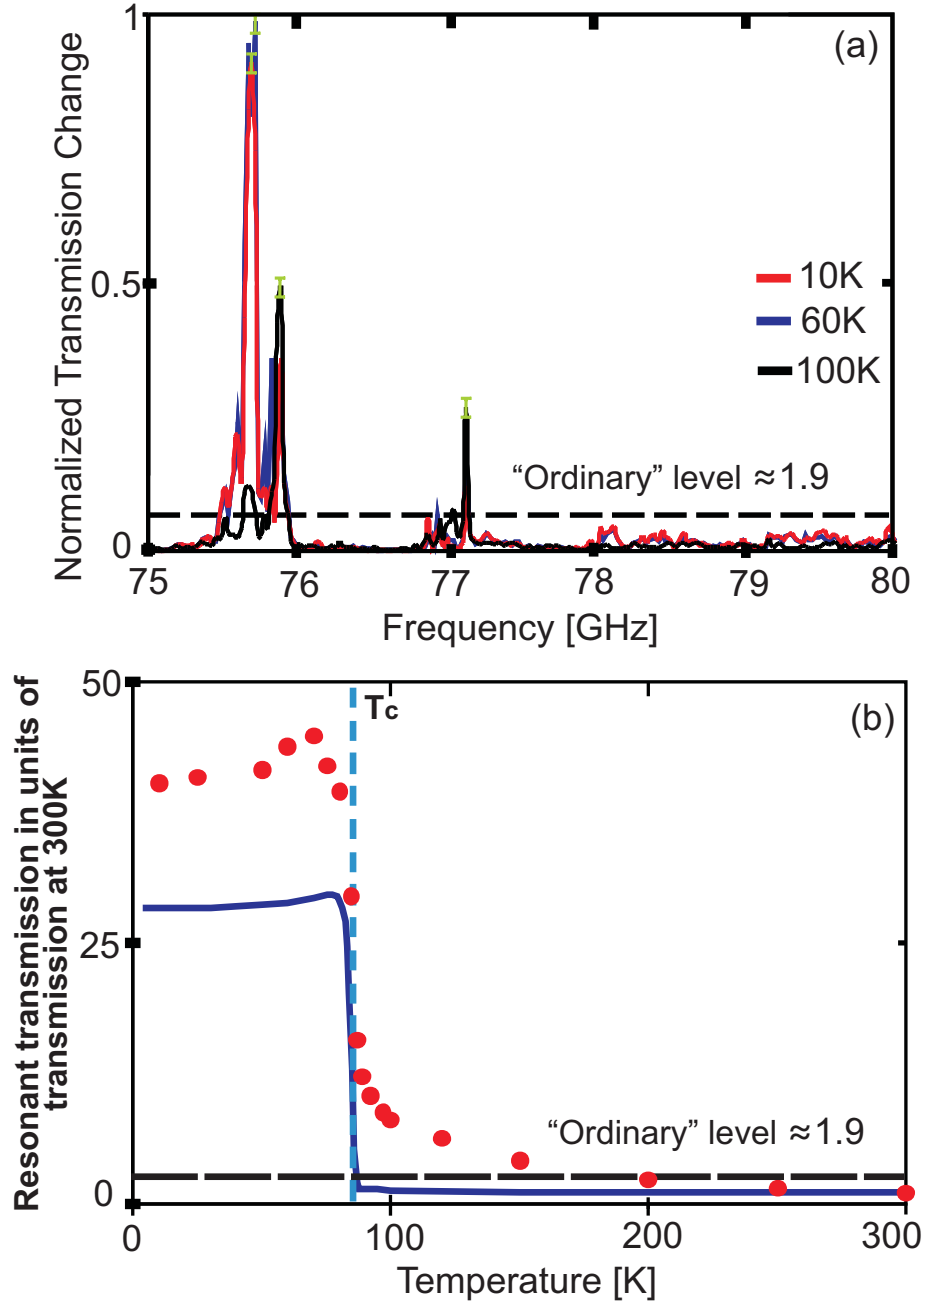 1
(a)
Normalized Transmission Change
0.5
10K
60K
100K
“Ordinary” level ≈1.9
0
75
76
77
78
79
80
Frequency [GHz]
50
Tc
(b)
Resonant transmission in units of
transmission at 300K
25
“Ordinary” level ≈1.9
0
0
100
200
300
Temperature [K]